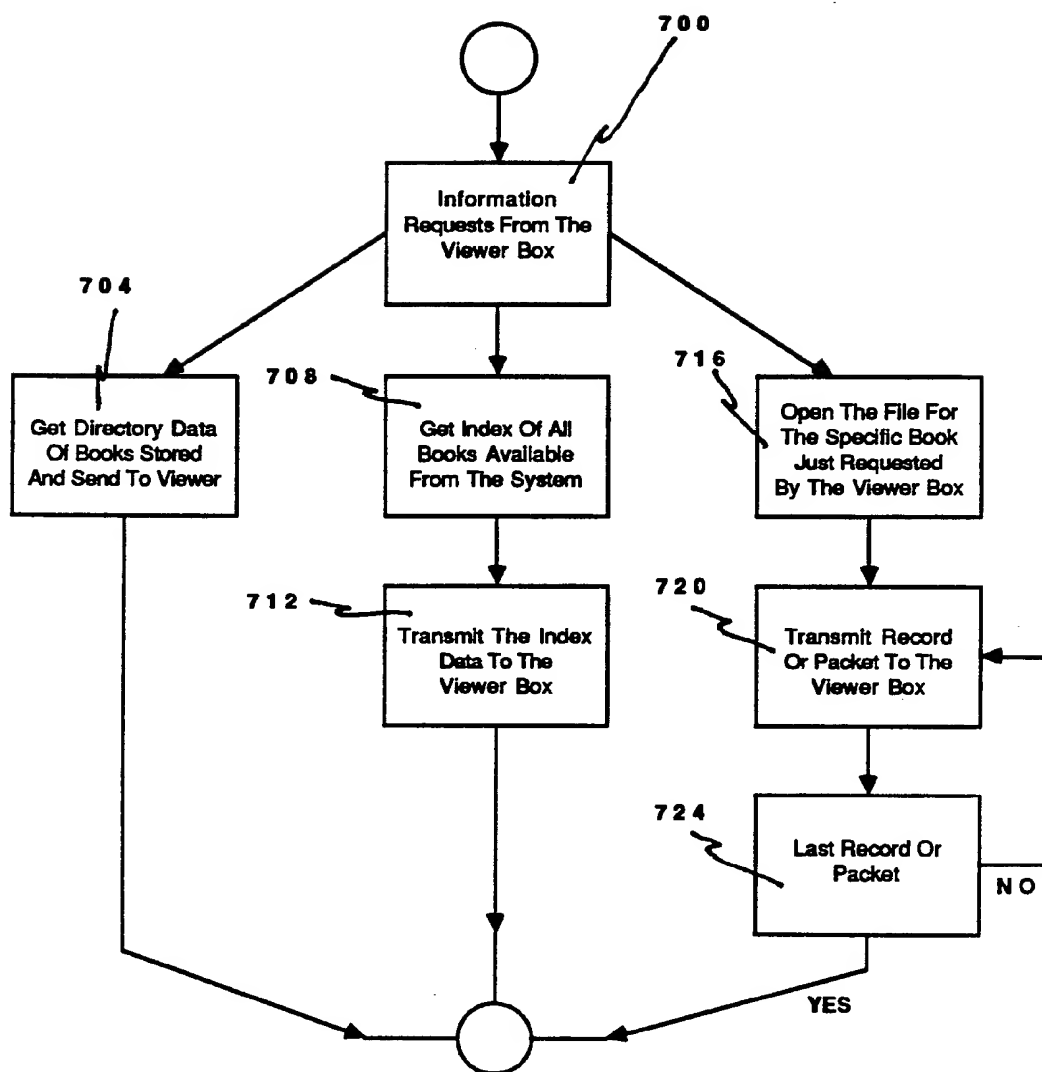 700
Information
Requests From The
Viewer Box
704
Get Directory Data
Of Books Stored
And Send To Viewer
708
Get Index Of All
Books Available
From The System
716
Open The File For
The Specific Book
Just Requested
By The Viewer Box
712
Transmit The Index
Data To The
Viewer Box
720
Transmit Record
Or Packet To The
Viewer Box
724
Last Record Or
Packet
NO
YES